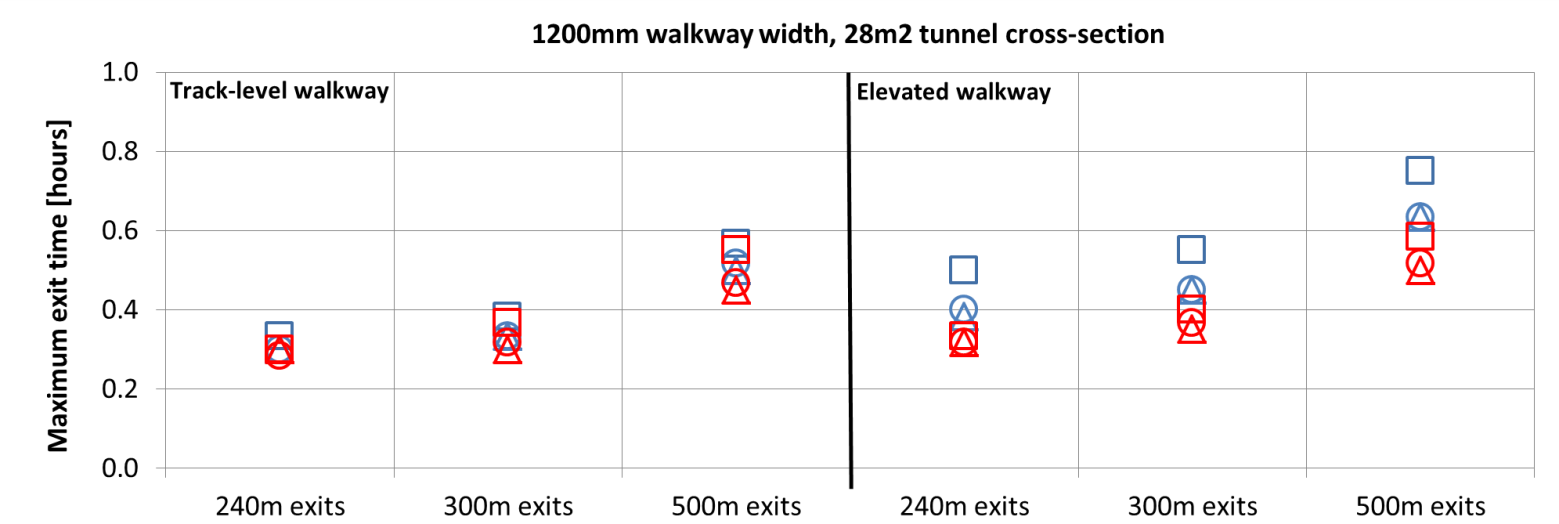 1200mm walkway width, 28m2 tunnel cross-section
Maximum exit time [hours]
1.0
0.8
0.6
0.4
0.2
0.0
Track-level walkway
Elevated walkway
240m exits
300m exits
500m exits
240m exits
300m exits
500m exits